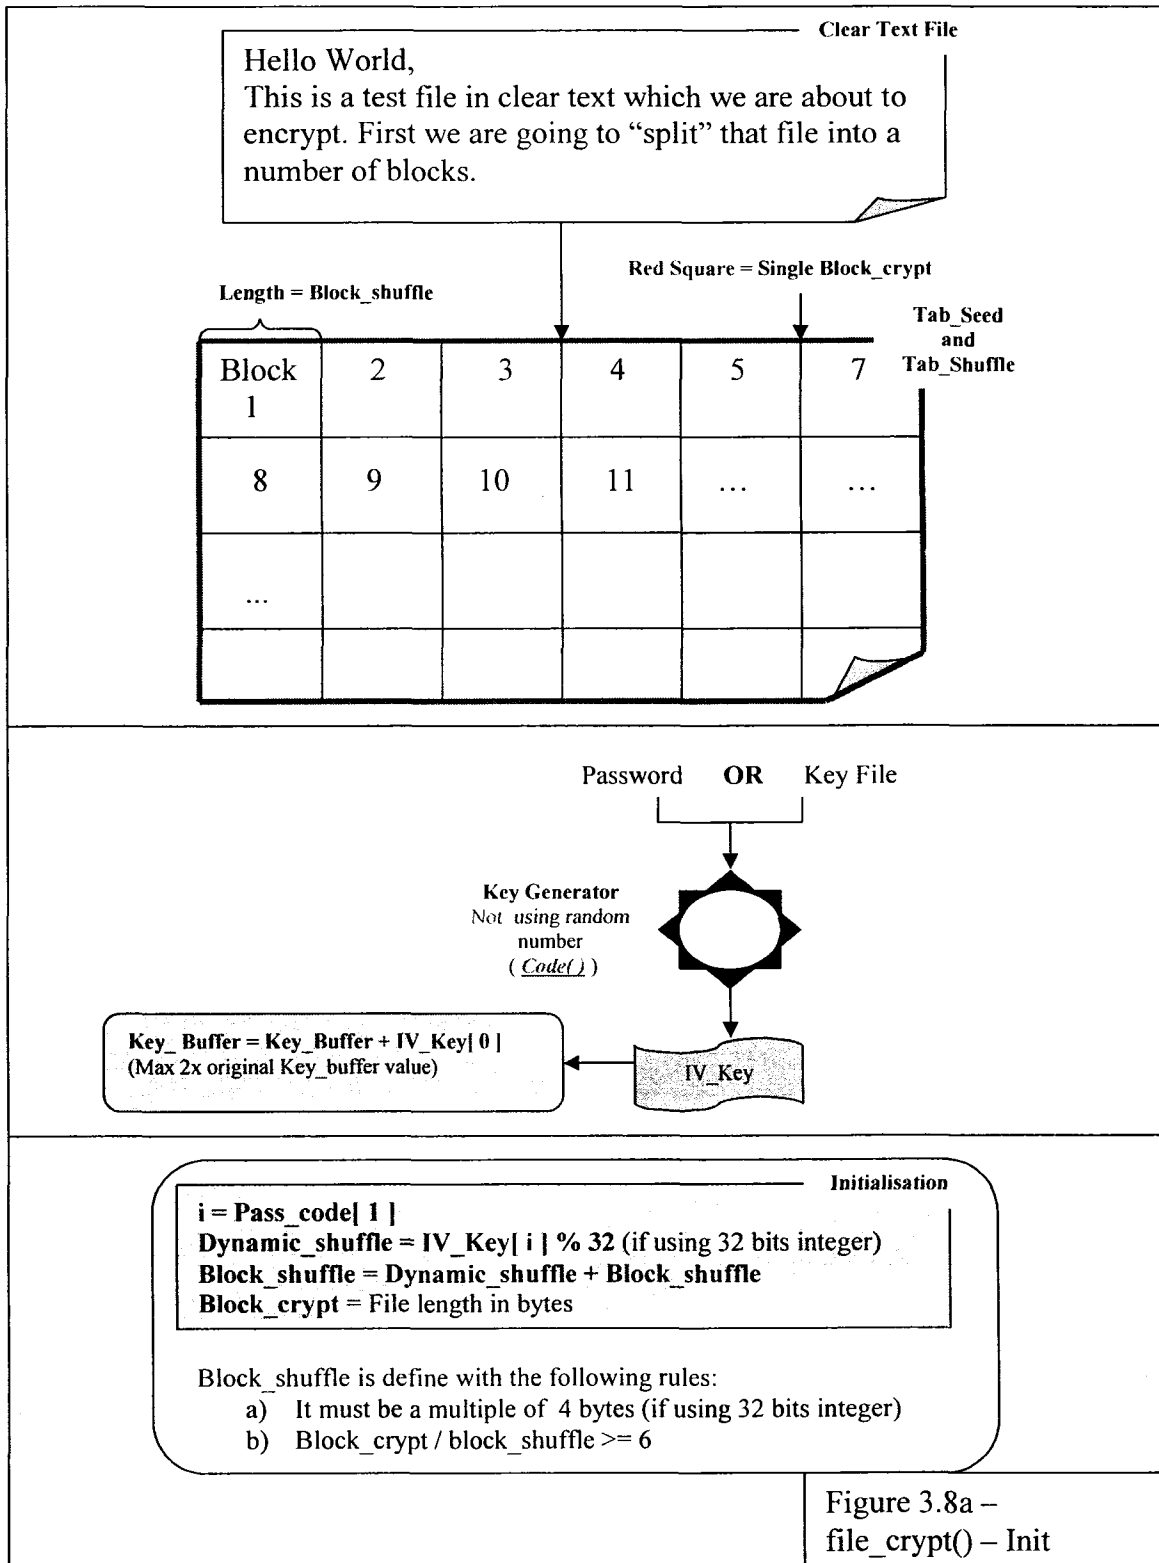 Clear Text File
Hello World,
This is a test file in clear text which we are about to
encrypt. First we are going to “split” that file into a
number of blocks.
Red Square = Single Block_crypt
Length = Block_shuffle
Tab_Seed
and
Tab_Shuffle
Block
1
2
3
4
5
7
8
9
10
11
...
...
...
Password OR Key File
Key Generator
Not using random
number
( Code() )
Key_ Buffer = Key_Buffer + IV_Key[ 0 ]
(Max 2x original Key_buffer value)
IV_Key
Initialisation
i = Pass_code[ 1 ]
Dynamic_shuffle = IV_Key[ i ] % 32 (if using 32 bits integer)
Block_shuffle = Dynamic_shuffle + Block_shuffle
Block_crypt = File length in bytes
Block_shuffle is define with the following rules:
a) It must be a multiple of 4 bytes (if using 32 bits integer)
b) Block_crypt / block_shuffle >= 6
Figure 3.8a –
file_crypt() – Init